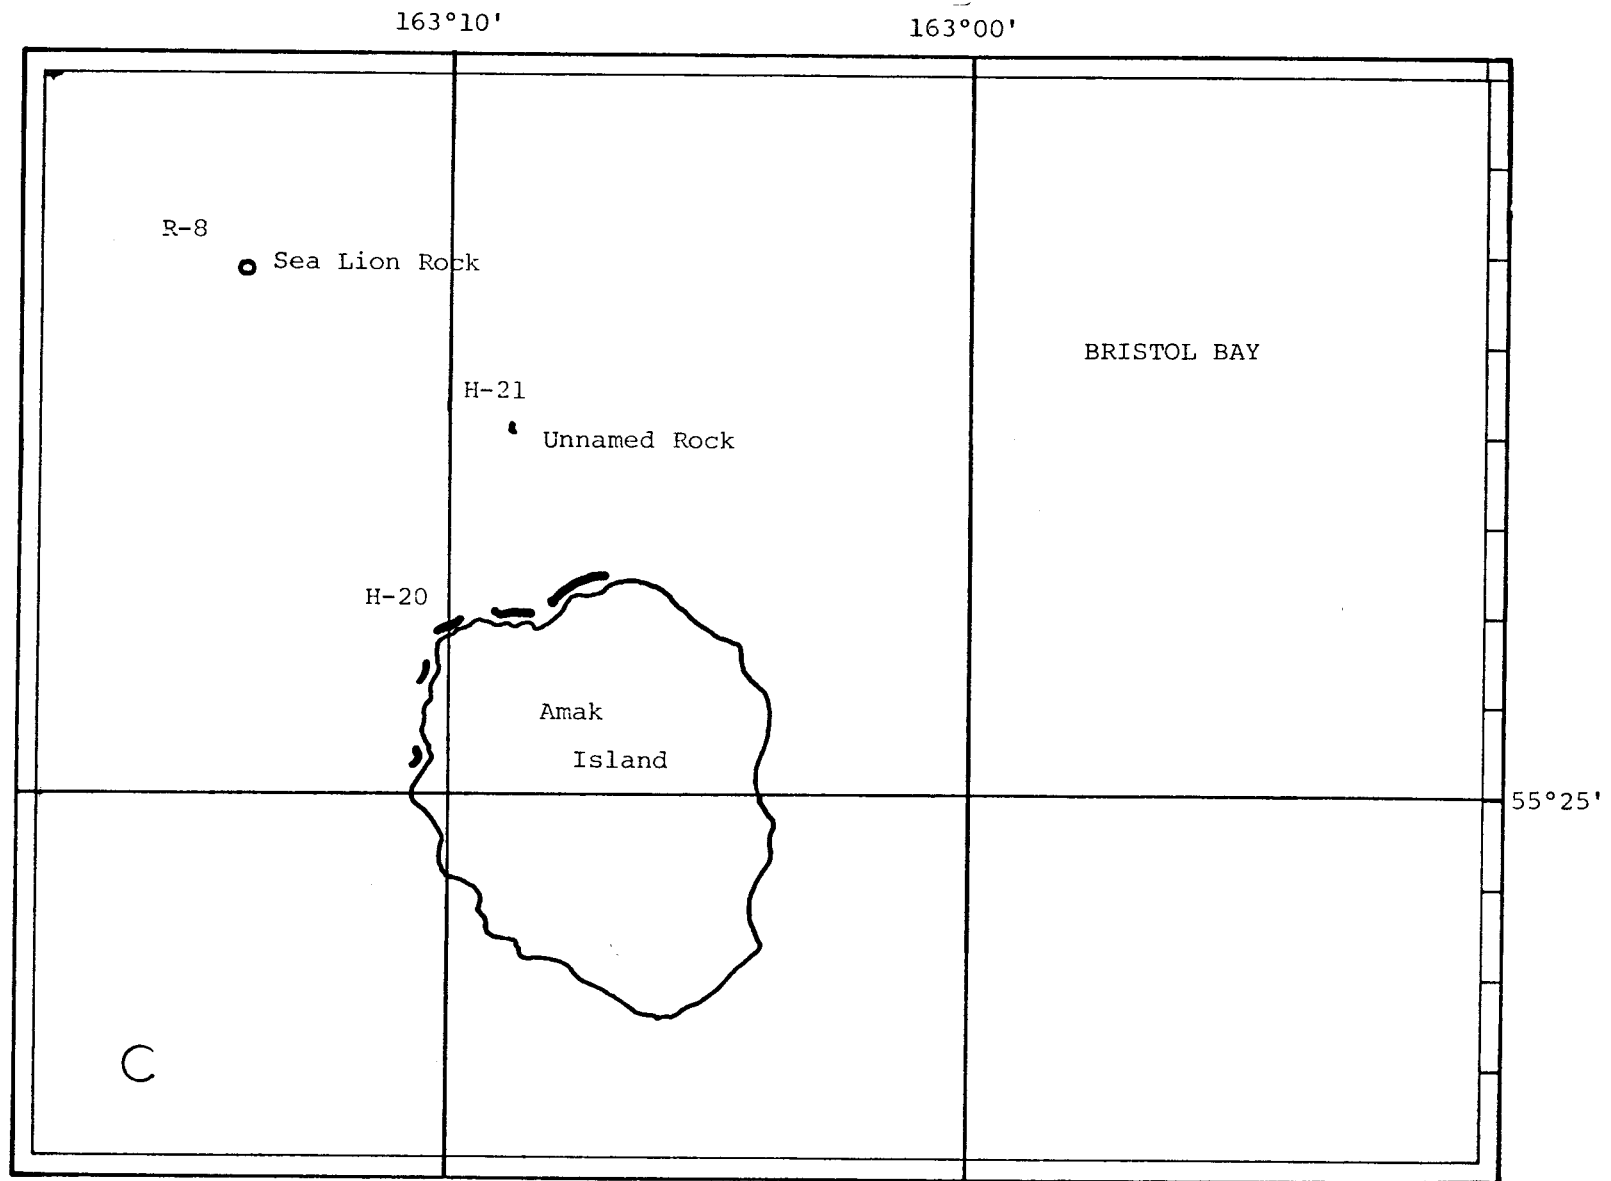 163°10'
163°00'
R-8
Sea Lion Rock
BRISTOL BAY
H-21
Unnamed Rock
H-20
Amak
Island
55°25'
C